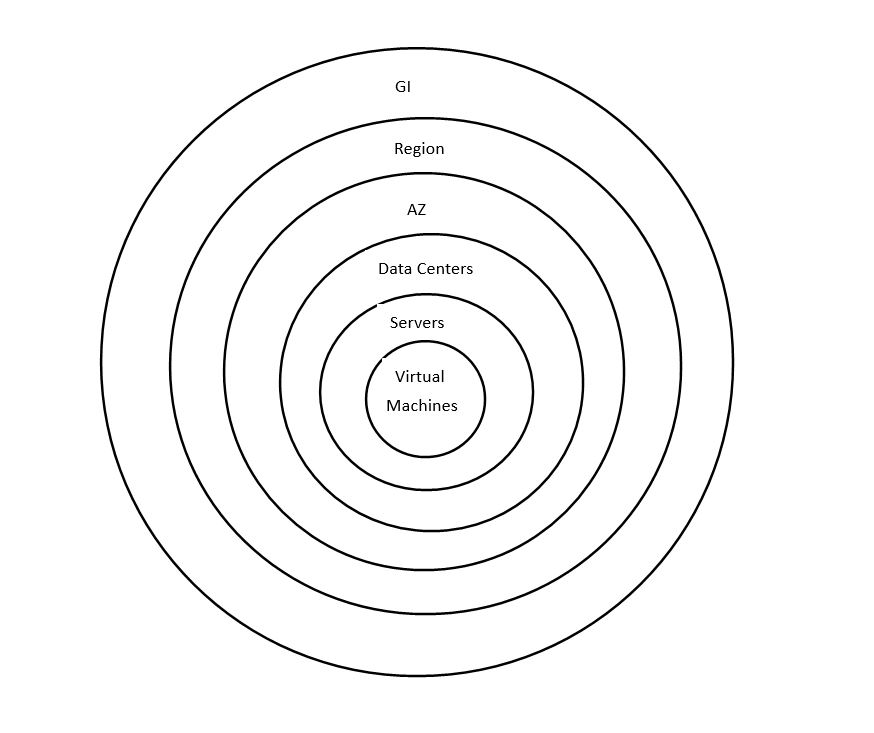 GI
Region
AZ
Data Centers
Servers
Virtual
Machines